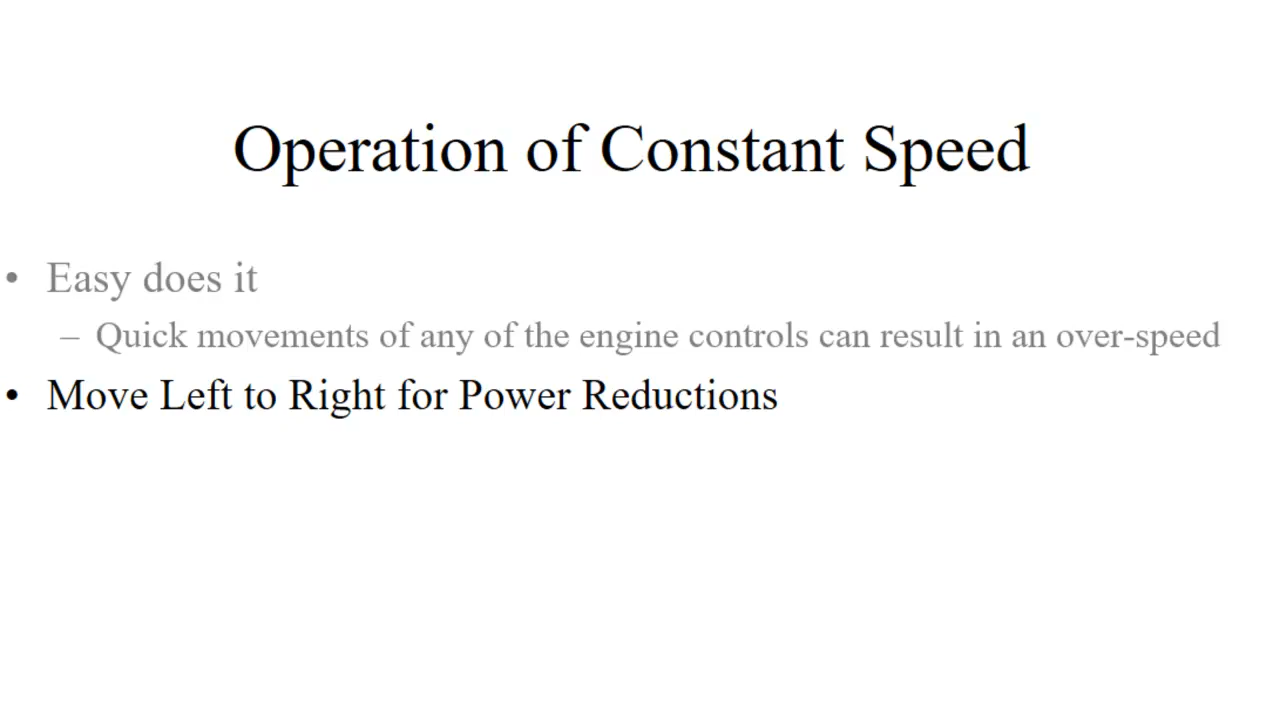 Operation of Constant Speed
• Easy does it
– Quick movements of any of the engine controls can result in an over-speed
• Move Left to Right for Power Reductions